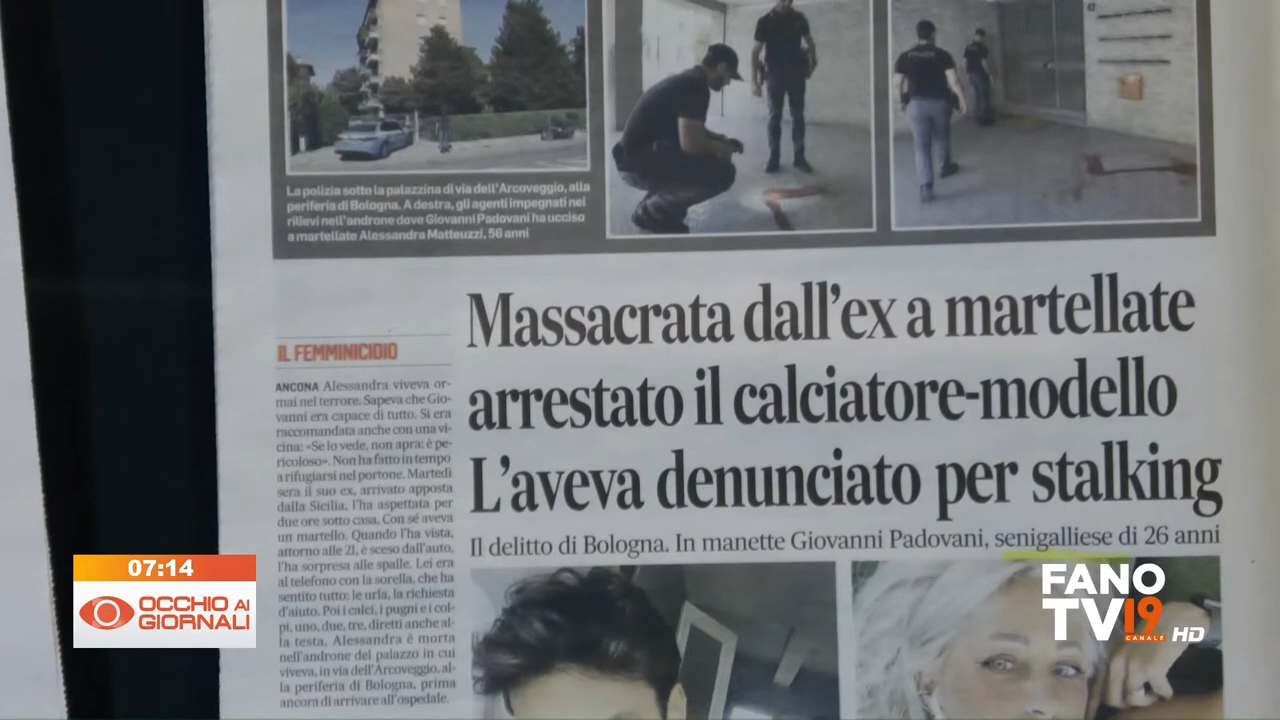 La polizia sotto la palazzina di via dell'Arcoveggio, alla
periferia di Bologna. A destra, gli agenti impegnati nei
rilievi nell'androne dove Giovanni Padovani ha ucciso
a martellate Alessandra Matteuzzi, 56 anni
Massacrata dall'ex a martellate
arrestato il calciatore-modello
L'aveva denunciato per stalking
Il delitto di Bologna. In manette Giovanni Padovani, senigalliese di 26 anni
IL FEMMINICIDIO
ANCONA Alessandra viveva or-
mai nel terrore. Sapeva che Gio-
vanni era capace di tutto. Si era
raccomandata anche con una vi-
cina: «Se lo vede, non apra: è pe-
ricoloso». Non ha fatto in tempo
a rifugiarsi nel portone. Martedì
sera il suo ex, arrivato apposta
dalla Sicilia, l'ha aspettata per
due ore sotto casa. Con sé aveva
un martello. Quando l'ha vista,
attorno alle 21, è sceso dall'auto,
l'ha sorpresa alle spalle. Lei era
al telefono con la sorella, che ha
sentito tutto: le urla, la richiesta
d'aiuto. Poi i calci, i pugni e i col-
pi, uno, due, tre, diretti anche al-
la testa. Alessandra è morta
nell'androne del palazzo in cui
viveva, in via dell'Arcoveggio, al-
la periferia di Bologna, prima
ancora di arrivare all'ospedale.
07:14
OCCHIO AI
GIORNALI
FANO
TV19
CANALE
HD